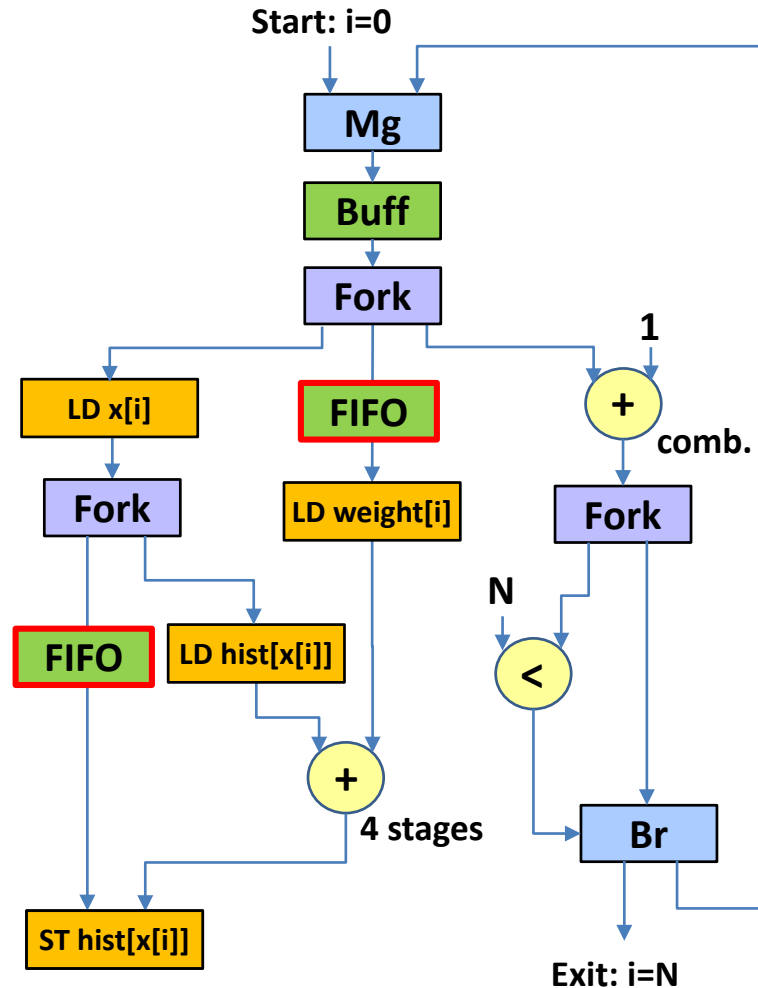 Start: i=0
Mg
Buff
Fork
1
LD x[i]
FIFO
+
comb.
Fork
LD weight[i]
Fork
N
FIFO
LD hist[x[i]]
<
+
4 stages
Br
ST hist[x[i]]
Exit: i=N